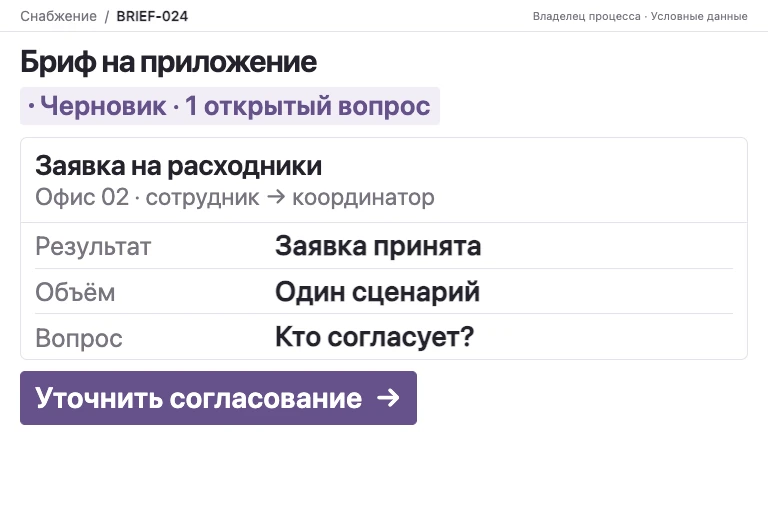 Снабжение / BRIEF-024
Владелец процесса · Условные данные
Бриф на приложение
· Черновик · 1 открытый вопрос
Заявка на расходники
Офис 02 · сотрудник → координатор
Результат Заявка принята
Объём Один сценарий
Вопрос Кто согласует?
Уточнить согласование →